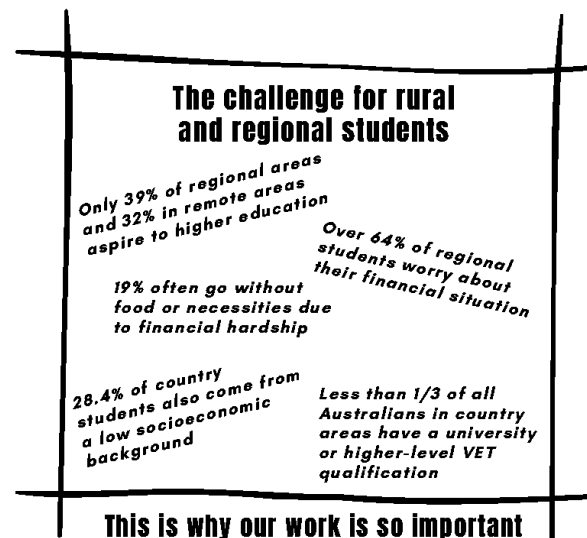 The challenge for rural
and regional students
Only 39% of regional areas
and 32% in remote areas
aspire to higher education
Over 64% of regional
students worry about
their financial situation
19% often go without
food or necessities due
to financial hardship
28.4% of country
students also come from
a low socioeconomic
background
Less than 1/3 of all
Australians in country
areas have a university
or higher-level VET
qualification
This is why our work is so important